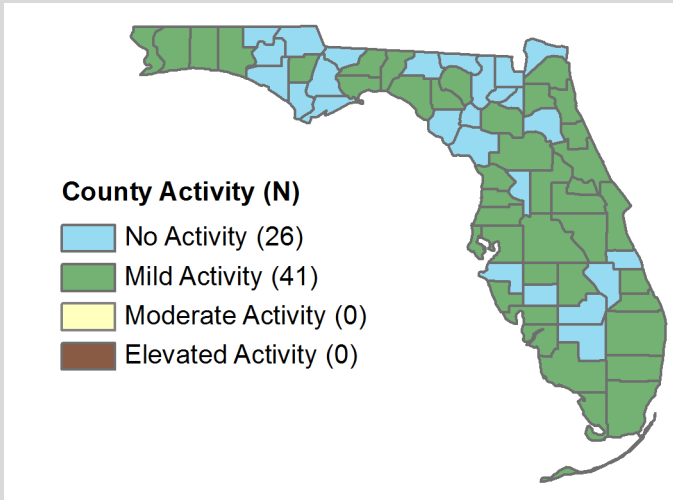 County Activity (N)
No Activity (26)
Mild Activity (41)
Moderate Activity (0)
Elevated Activity (0)